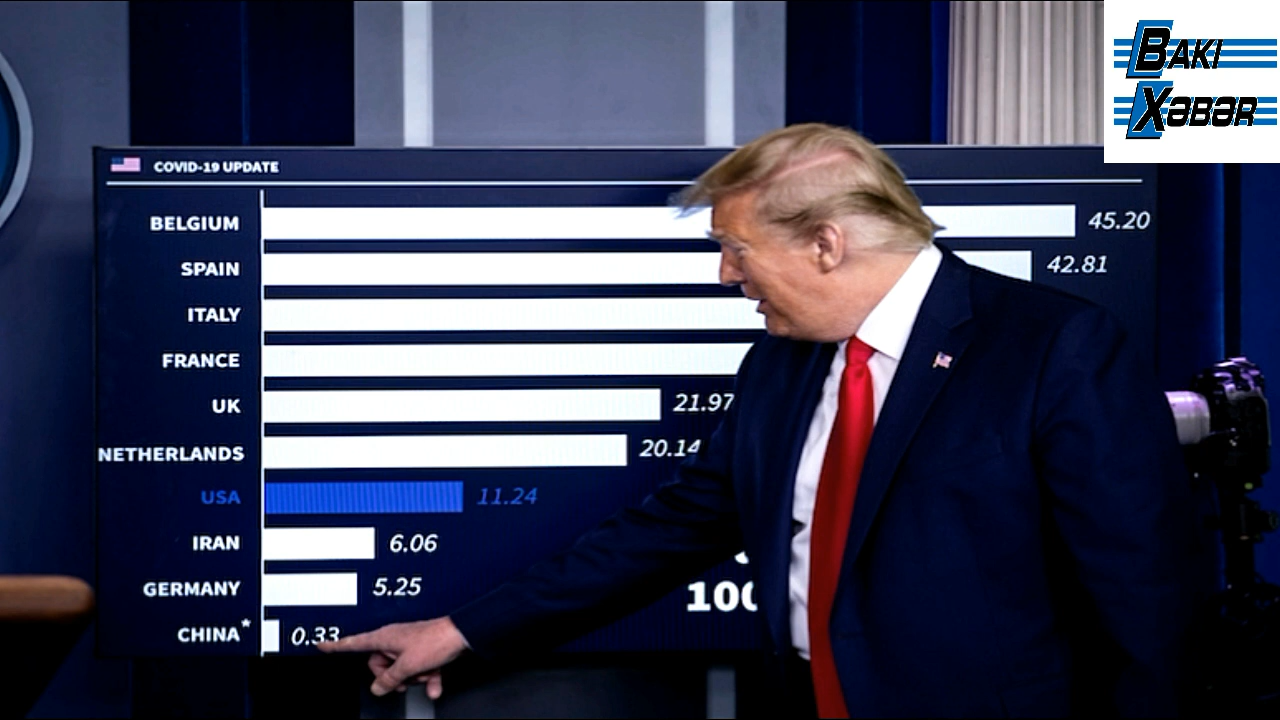 BAKI
XƏBƏR
COVID-19 UPDATE
BELGIUM 45.20
SPAIN 42.81
ITALY
FRANCE
UK 21.97
NETHERLANDS 20.14
USA 11.24
IRAN 6.06
GERMANY 5.25
100
CHINA* 0.33